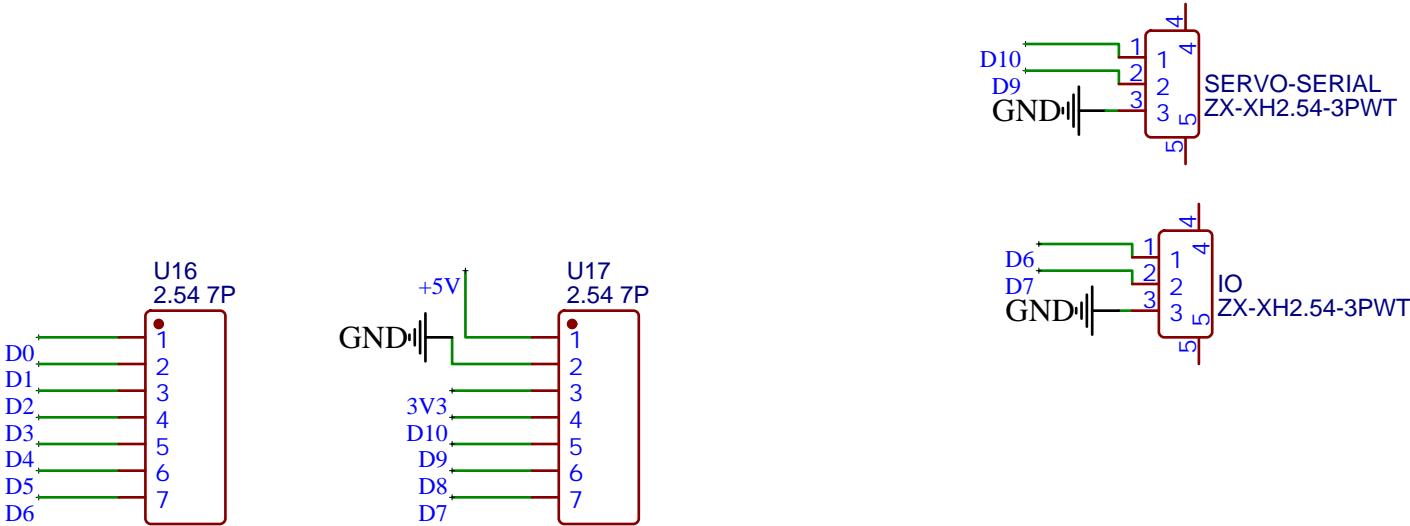 4
D10
1
1
4
D9
2
2
SERVO-SERIAL
GND
3
3
5
ZX-XH2.54-3PWT
5
4
D6
1
1
4
D7
2
2
IO
GND
3
3
5
ZX-XH2.54-3PWT
5
U16
2.54 7P
D0
1
D1
2
D2
3
D3
4
D4
5
D5
6
D6
7
U17
2.54 7P
+5V
1
GND
2
3V3
3
D10
4
D9
5
D8
6
D7
7